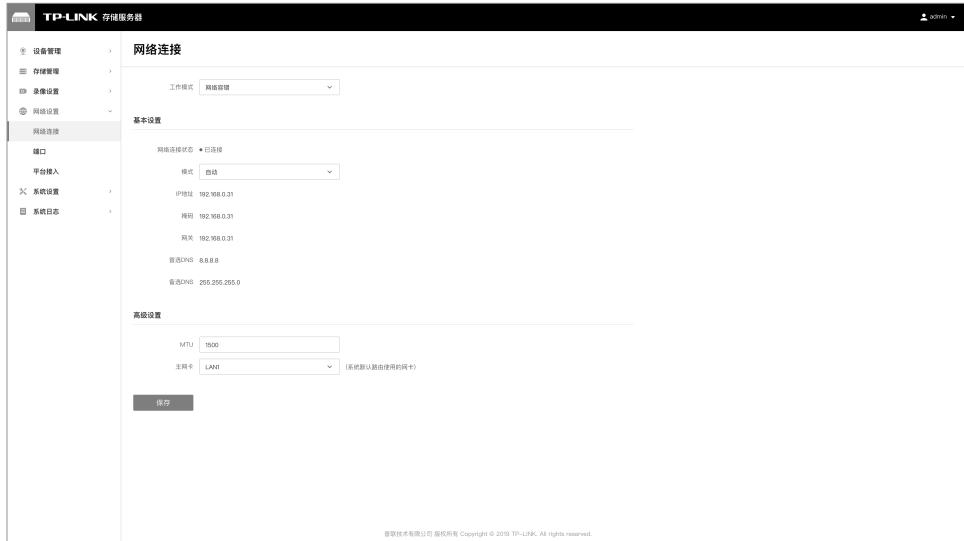 TP-LINK 存储服务器
admin
设备管理
存储管理
录像设置
网络设置
网络连接
端口
平台接入
系统设置
系统日志
网络连接
工作模式 网络容错
基本设置
网络连接状态 已连接
模式 自动
IP地址 192.168.0.31
掩码 192.168.0.31
网关 192.168.0.31
首选DNS 8.8.8.8
备选DNS 255.255.255.0
高级设置
MTU 1500
主网卡 LAN1 (系统默认路由使用的网卡)
保存
普联技术有限公司 版权所有 Copyright © 2019 TP-LINK. All rights reserved.